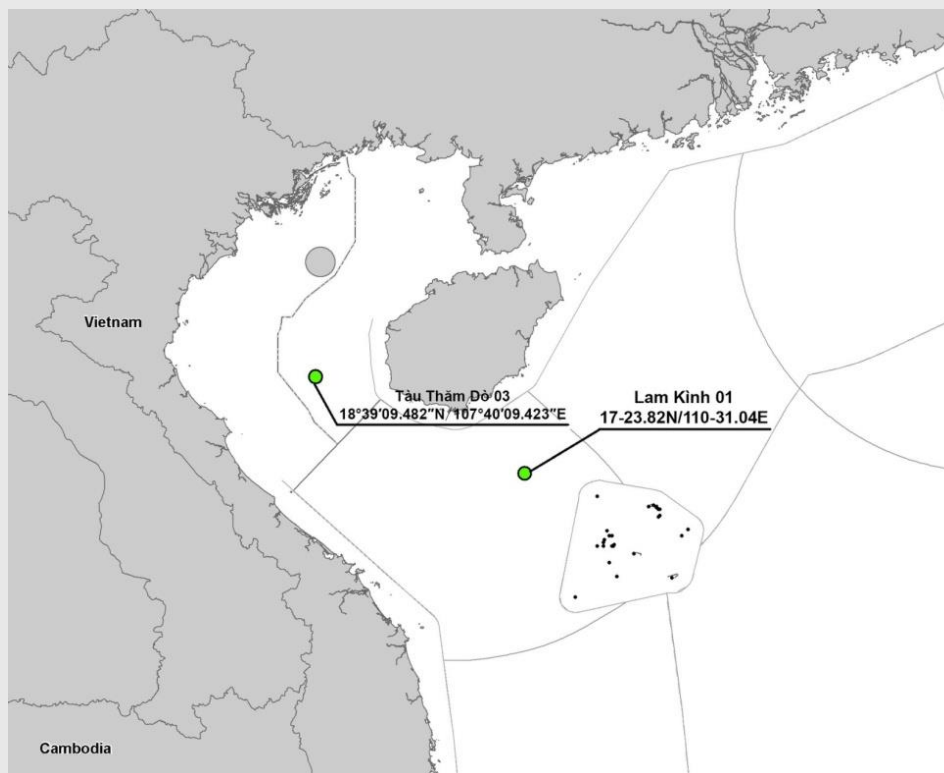 Vietnam
Tàu Thăm Dò 03
18°39'09.482"N/ 107°40'09.423"E
Lam Kình 01
17-23.82N/110-31.04E
Cambodia